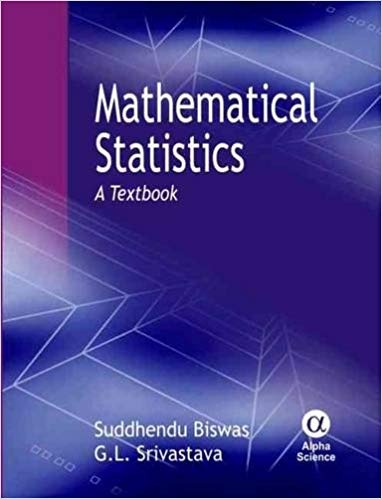 Mathematical
Statistics
A Textbook
Suddhendu Biswas
G.L. Srivastava
α
Alpha
Science